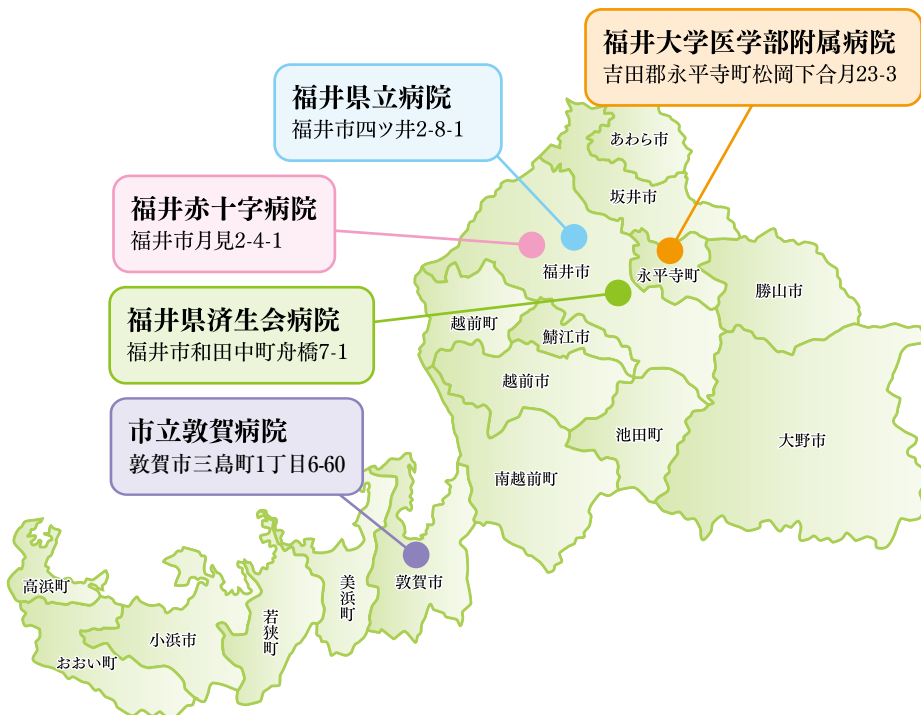 福井大学医学部附属病院
吉田郡永平寺町松岡下合月23-3
福井県立病院
福井市四ツ井2-8-1
福井赤十字病院
福井市月見2-4-1
福井県済生会病院
福井市和田中町舟橋7-1
市立敦賀病院
敦賀市三島町1丁目6-60
あわら市
坂井市
福井市
永平寺町
勝山市
越前町
鯖江市
越前市
池田町
大野市
南越前町
敦賀市
美浜町
若狭町
小浜市
おおい町
高浜町